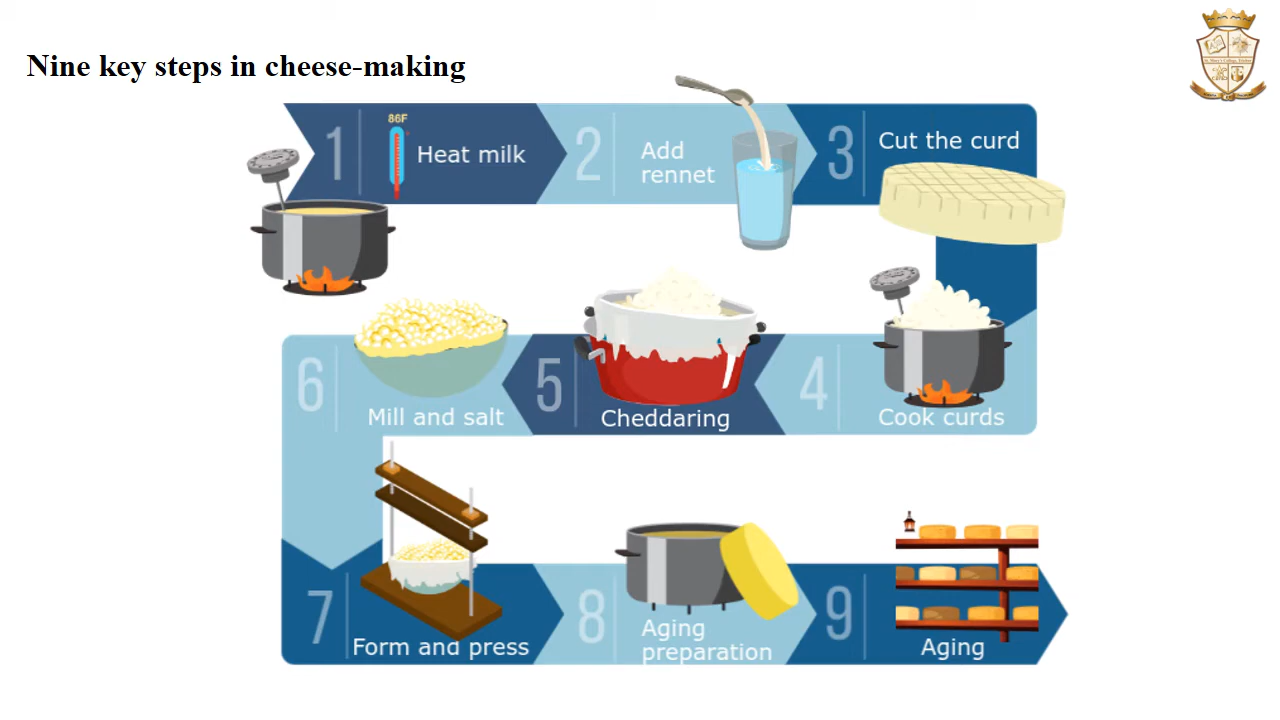 Nine key steps in cheese-making
1
86F
Heat milk
2
Add
rennet
3
Cut the curd
4
Cook curds
5
Cheddaring
6
Mill and salt
7
Form and press
8
Aging
preparation
9
Aging